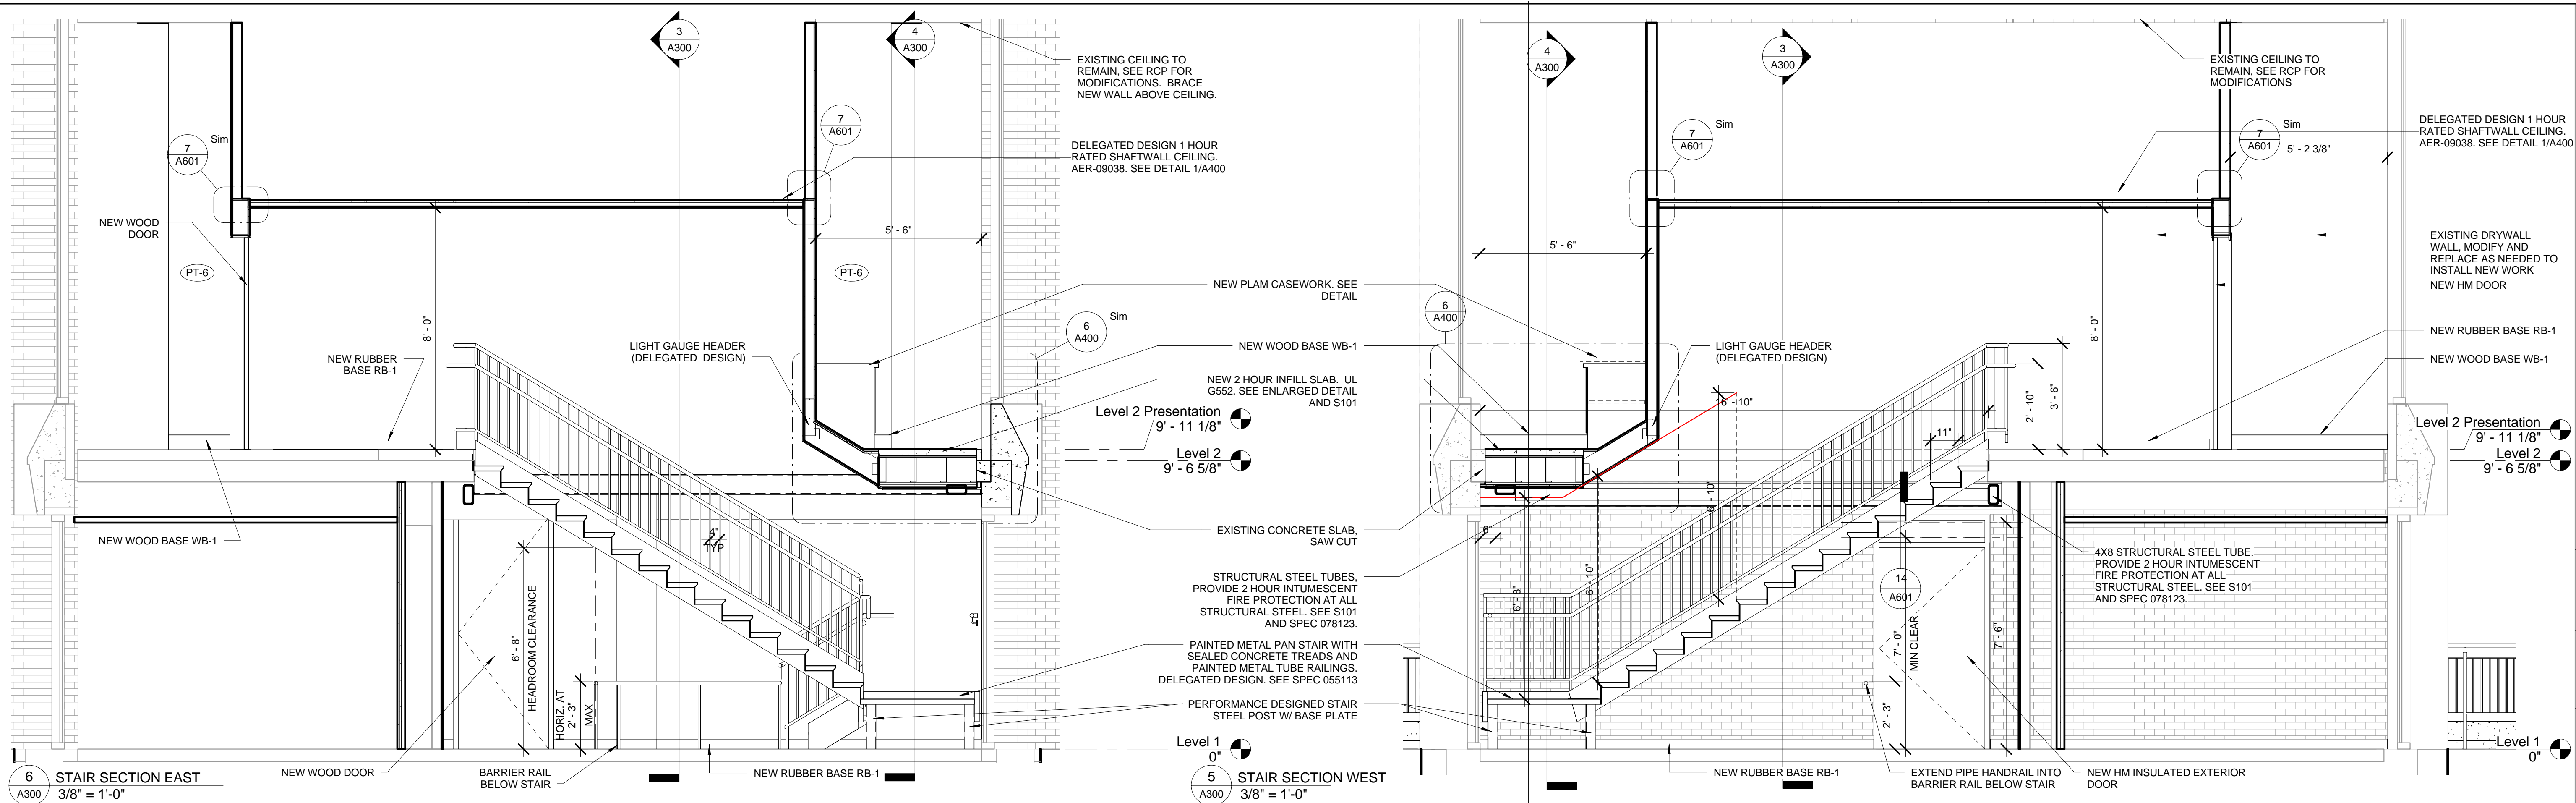 3
A300
4
A300
EXISTING CEILING TO
REMAIN, SEE RCP FOR
MODIFICATIONS. BRACE
NEW WALL ABOVE CEILING.
7
A601
Sim
7
A601
DELEGATED DESIGN 1 HOUR
RATED SHAFTWALL CEILING.
AER-09038. SEE DETAIL 1/A400
NEW WOOD
DOOR
PT-6
PT-6
5' - 6"
8' - 0"
NEW RUBBER
BASE RB-1
LIGHT GAUGE HEADER
(DELEGATED DESIGN)
6
A400
Sim
NEW WOOD BASE WB-1
4"
TYP
6' - 8"
HEADROOM CLEARANCE
HORIZ. AT
2' - 3"
MAX
NEW WOOD DOOR
BARRIER RAIL
BELOW STAIR
NEW RUBBER BASE RB-1
6
A300
STAIR SECTION EAST
3/8" = 1'-0"
NEW PLAM CASEWORK. SEE
DETAIL
NEW WOOD BASE WB-1
NEW 2 HOUR INFILL SLAB. UL
G552. SEE ENLARGED DETAIL
AND S101
Level 2 Presentation
9' - 11 1/8"
Level 2
9' - 6 5/8"
EXISTING CONCRETE SLAB,
SAW CUT
STRUCTURAL STEEL TUBES,
PROVIDE 2 HOUR INTUMESCENT
FIRE PROTECTION AT ALL
STRUCTURAL STEEL. SEE S101
AND SPEC 078123.
PAINTED METAL PAN STAIR WITH
SEALED CONCRETE TREADS AND
PAINTED METAL TUBE RAILINGS.
DELEGATED DESIGN. SEE SPEC 055113
PERFORMANCE DESIGNED STAIR
STEEL POST W/ BASE PLATE
Level 1
0"
5
A300
STAIR SECTION WEST
3/8" = 1'-0"
4
A300
3
A300
EXISTING CEILING TO
REMAIN, SEE RCP FOR
MODIFICATIONS
7
A601
Sim
7
A601
Sim
5' - 2 3/8"
DELEGATED DESIGN 1 HOUR
RATED SHAFTWALL CEILING.
AER-09038. SEE DETAIL 1/A400
5' - 6"
8' - 0"
EXISTING DRYWALL
WALL, MODIFY AND
REPLACE AS NEEDED TO
INSTALL NEW WORK
NEW HM DOOR
NEW RUBBER BASE RB-1
NEW WOOD BASE WB-1
6
A400
LIGHT GAUGE HEADER
(DELEGATED DESIGN)
16' - 10"
2' - 10"
3' - 6"
11"
Level 2 Presentation
9' - 11 1/8"
Level 2
9' - 6 5/8"
6' - 10"
6"
6' - 8"
6' - 10"
4X8 STRUCTURAL STEEL TUBE.
PROVIDE 2 HOUR INTUMESCENT
FIRE PROTECTION AT ALL
STRUCTURAL STEEL. SEE S101
AND SPEC 078123.
14
A601
7' - 0"
MIN CLEAR
7' - 6"
2' - 3"
NEW RUBBER BASE RB-1
EXTEND PIPE HANDRAIL INTO
BARRIER RAIL BELOW STAIR
NEW HM INSULATED EXTERIOR
DOOR
Level 1
0"